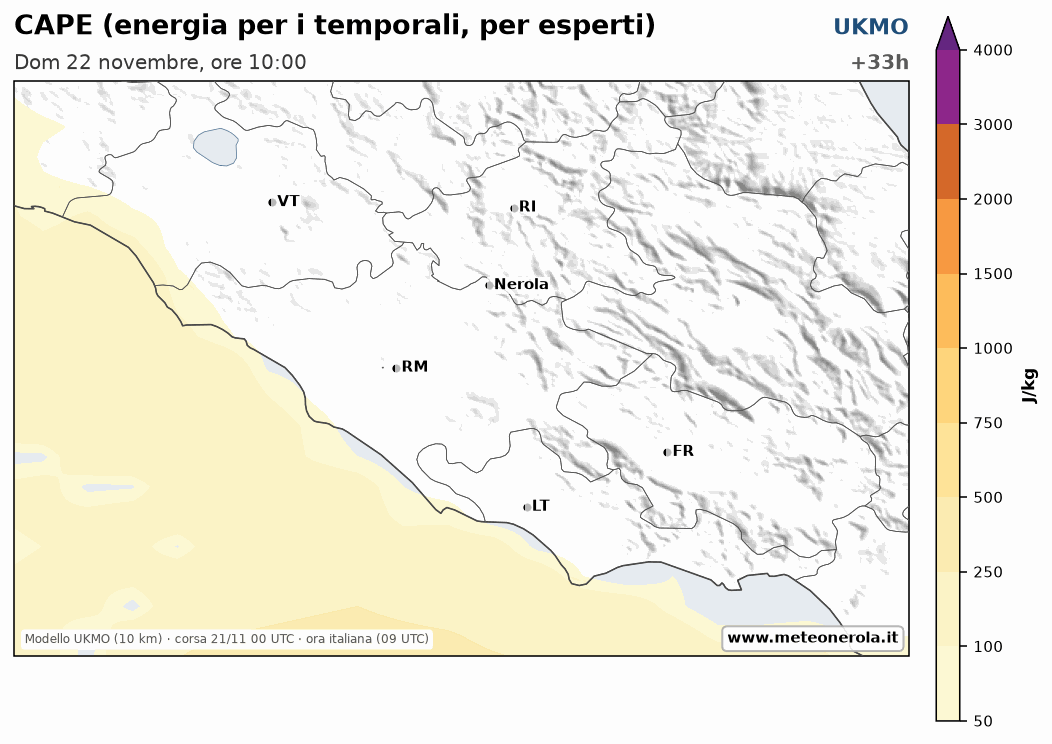 CAPE (energia per i temporali, per esperti)
UKMO
Dom 22 novembre, ore 10:00
+33h
VT
RI
Nerola
RM
FR
LT
4000
3000
2000
1500
1000
750
500
250
100
50
J/kg
Modello UKMO (10 km) · corsa 21/11 00 UTC · ora italiana (09 UTC)
www.meteonerola.it